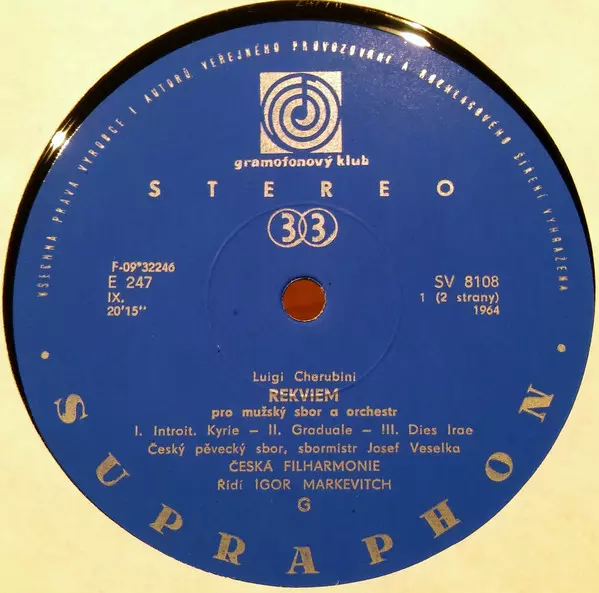 VŠECHNA PRÁVA VÝROBCE I AUTORŮ VEŘEJNÉHO PROVOZOVÁNÍ A ROZHLASOVÉHO ŠÍŘENÍ VYHRAZENA
gramofonový klub
STEREO
33
F-09*32246
E 247
IX.
20'15''
SV 8108
1 (2 strany)
1964
Luigi Cherubini
REKVIEM
pro mužský sbor a orchestr
I. Introit. Kyrie – II. Graduale – III. Dies Irae
Český pěvecký sbor, sbormistr Josef Veselka
ČESKÁ FILHARMONIE
Řídí IGOR MARKEVITCH
G
• SUPRAPHON •